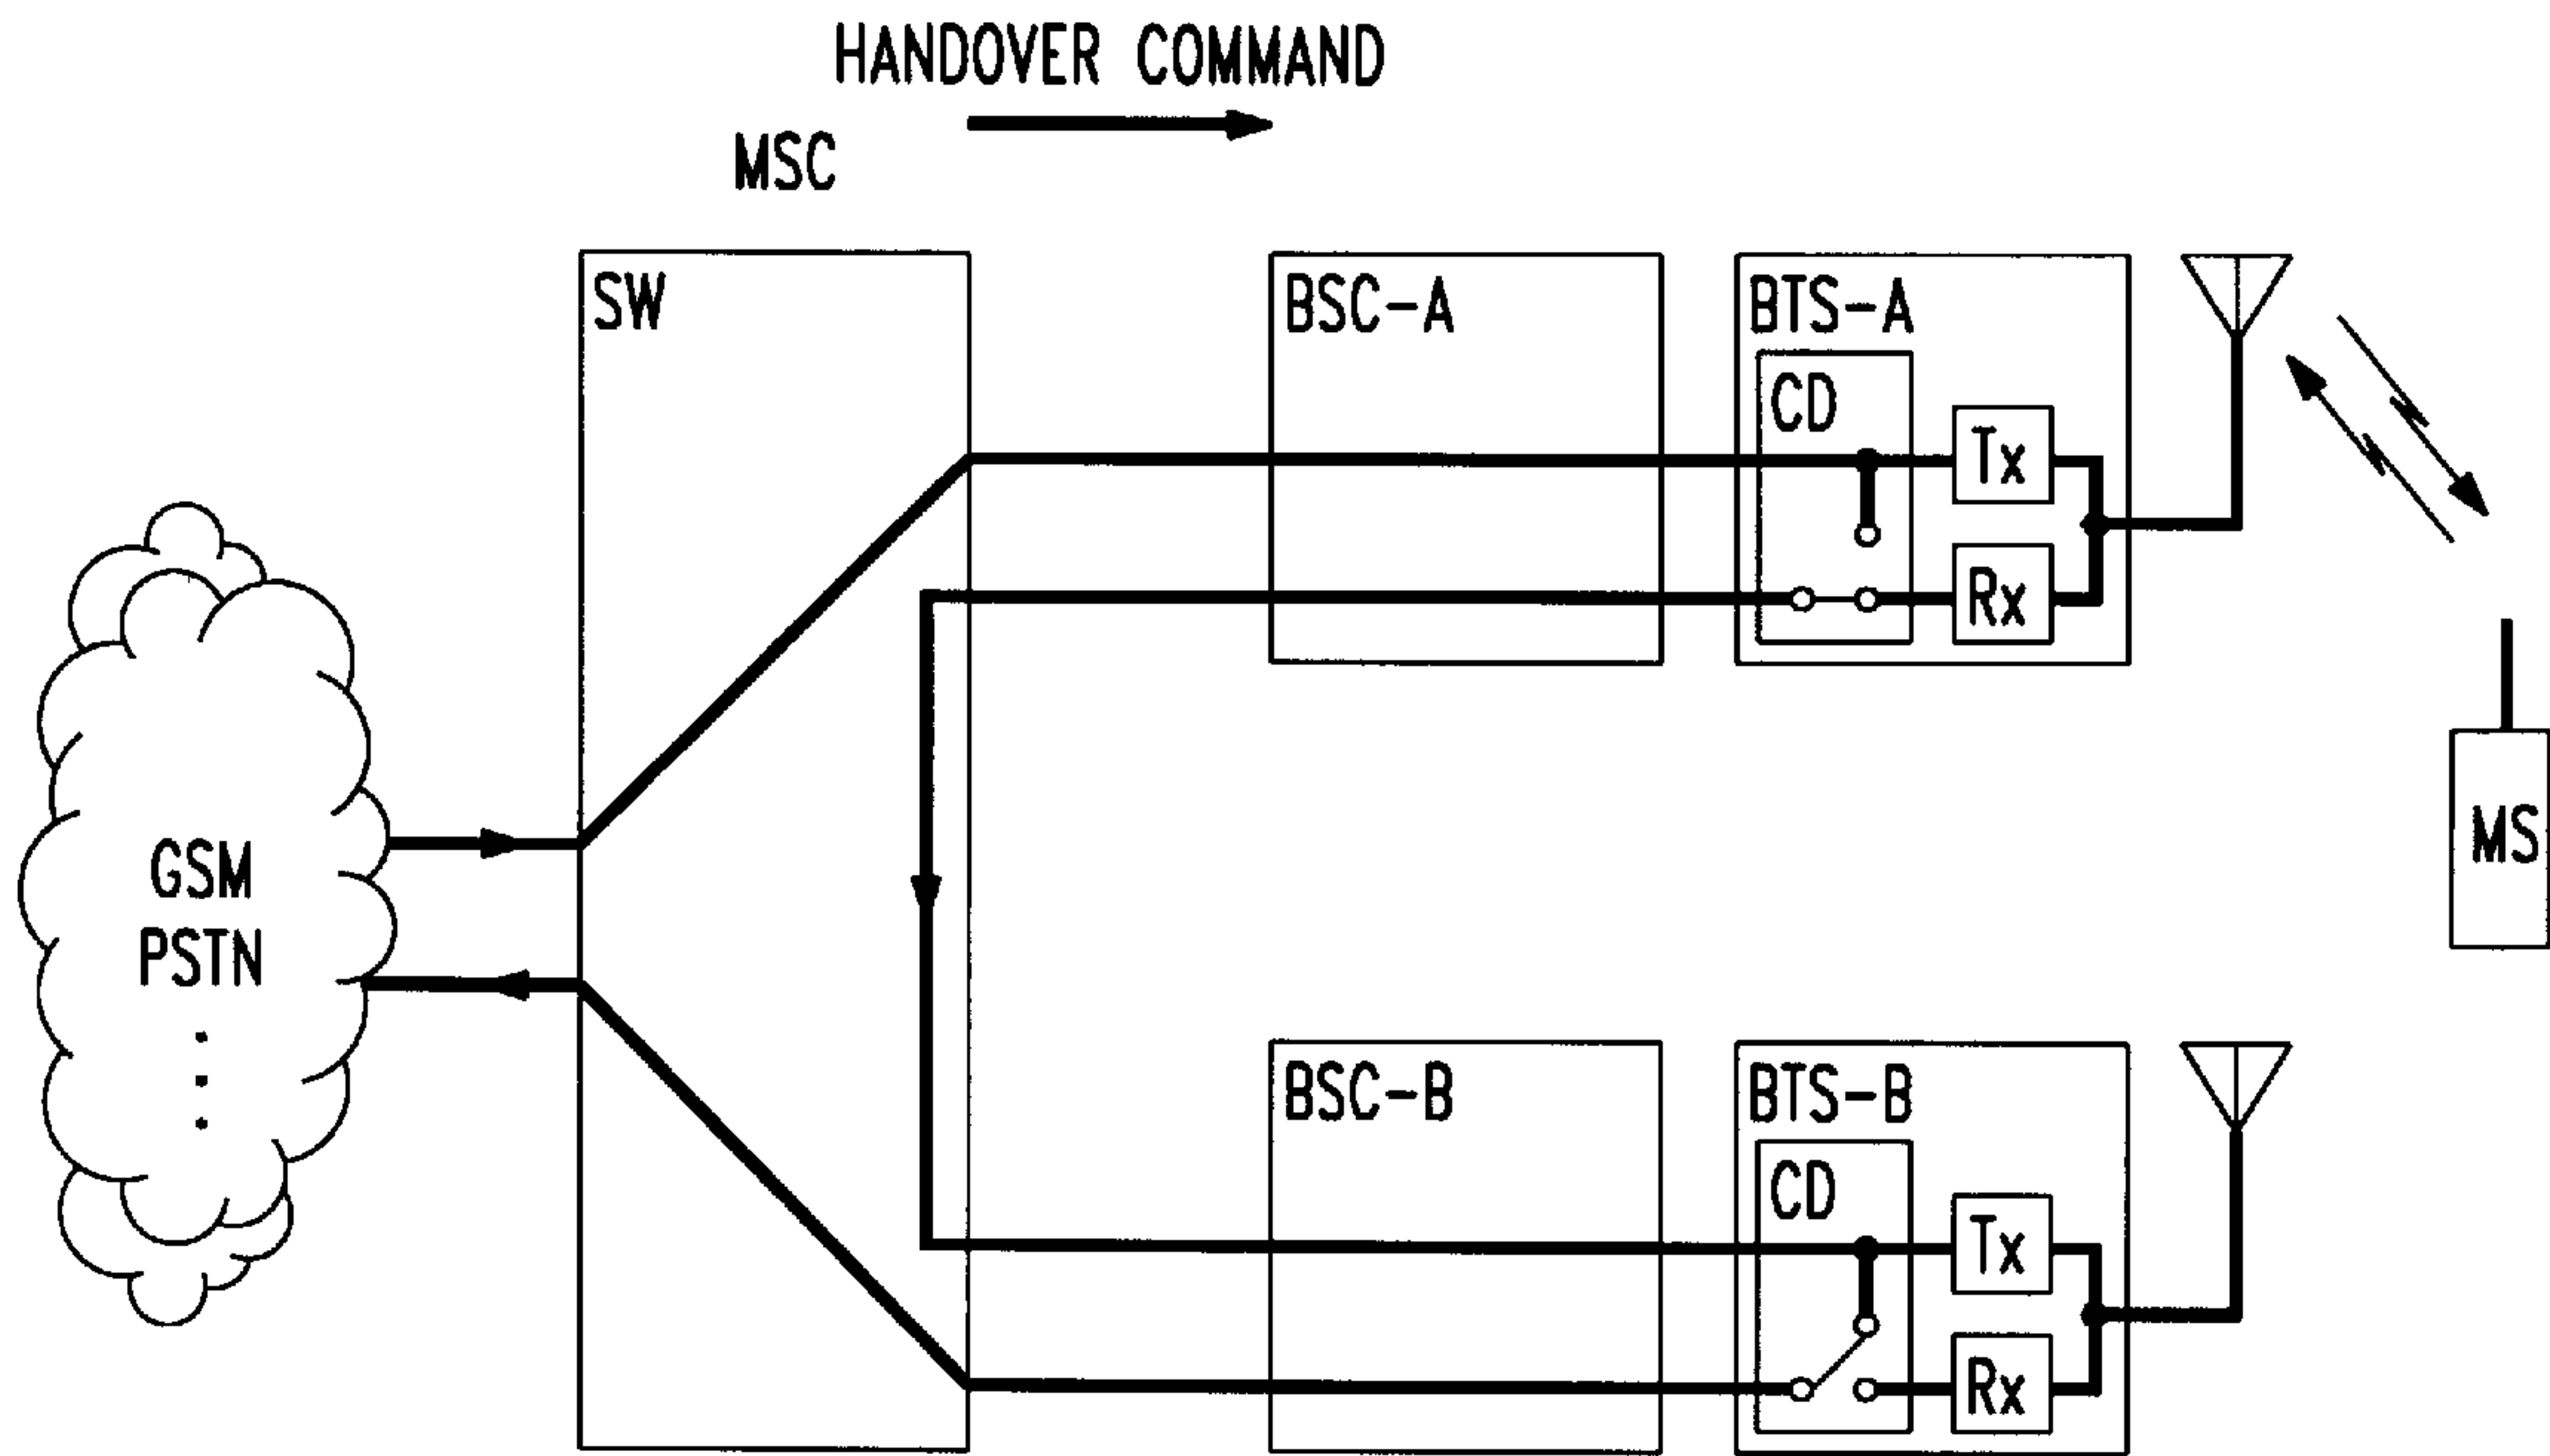 HANDOVER COMMAND
MSC
SW
BSC-A
BTS-A
CD
Tx
Rx
MS
GSM
PSTN
BSC-B
BTS-B
CD
Tx
Rx